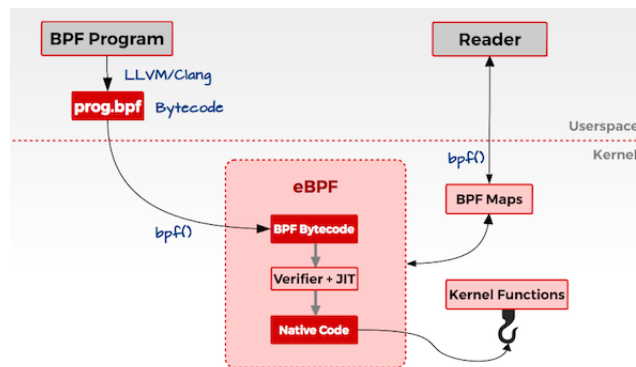 BPF Program
Reader
LLVM/Clang
prog.bpf
Bytecode
Userspace
Kernel
bpf()
eBPF
BPF Maps
bpf()
BPF Bytecode
Verifier + JIT
Kernel Functions
Native Code